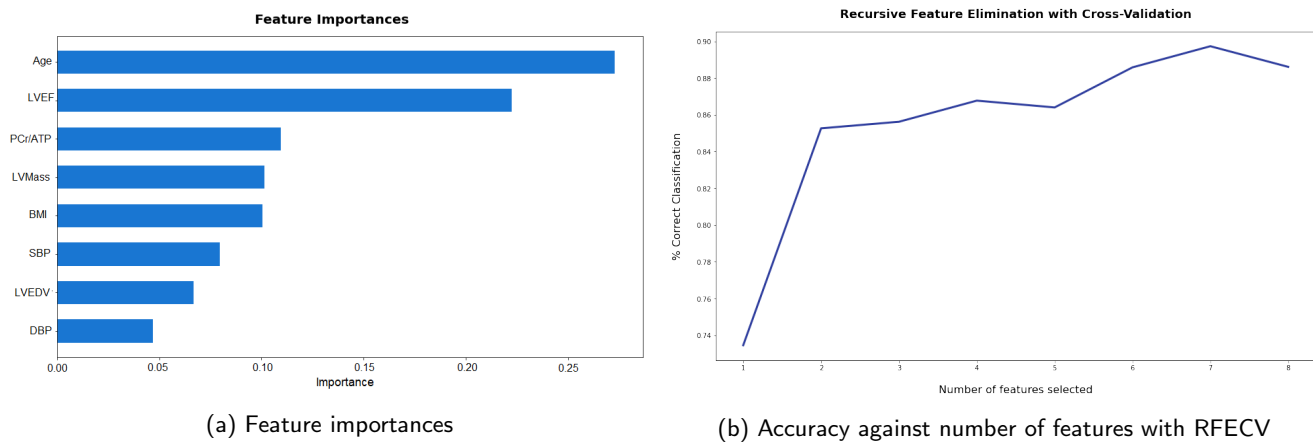 Feature Importances
Age
LVEF
PCr/ATP
LVMass
BMI
SBP
LVEDV
DBP
0.00 0.05 0.10 0.15 0.20 0.25
Importance
(a) Feature importances
Recursive Feature Elimination with Cross-Validation
% Correct Classification
0.90
0.88
0.86
0.84
0.82
0.80
0.78
0.76
0.74
1 2 3 4 5 6 7 8
Number of features selected
(b) Accuracy against number of features with RFECV